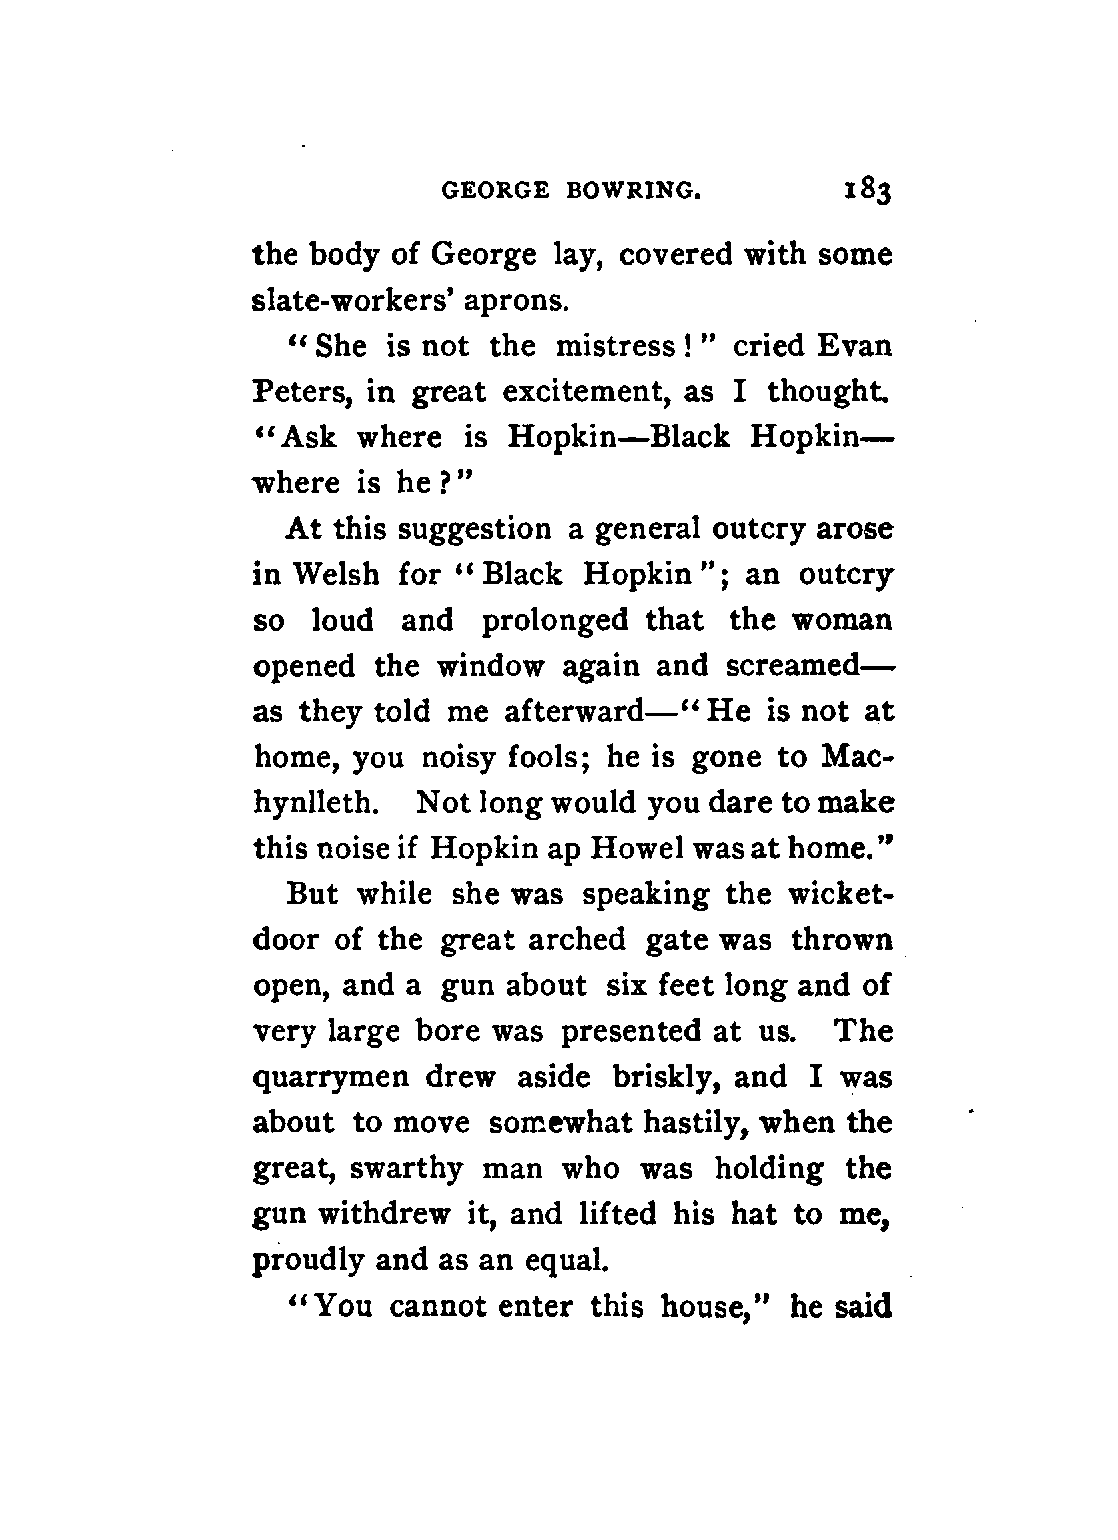 GEORGE BOWRING. 183
the body of George lay, covered with some
slate-workers' aprons.
"She is not the mistress!" cried Evan
Peters, in great excitement, as I thought.
"Ask where is Hopkin—Black Hopkin—
where is he?"
At this suggestion a general outcry arose
in Welsh for "Black Hopkin"; an outcry
so loud and prolonged that the woman
opened the window again and screamed—
as they told me afterward—"He is not at
home, you noisy fools; he is gone to Mac-
hynlleth. Not long would you dare to make
this noise if Hopkin ap Howel was at home."
But while she was speaking the wicket-
door of the great arched gate was thrown
open, and a gun about six feet long and of
very large bore was presented at us. The
quarrymen drew aside briskly, and I was
about to move somewhat hastily, when the
great, swarthy man who was holding the
gun withdrew it, and lifted his hat to me,
proudly and as an equal.
"You cannot enter this house," he said